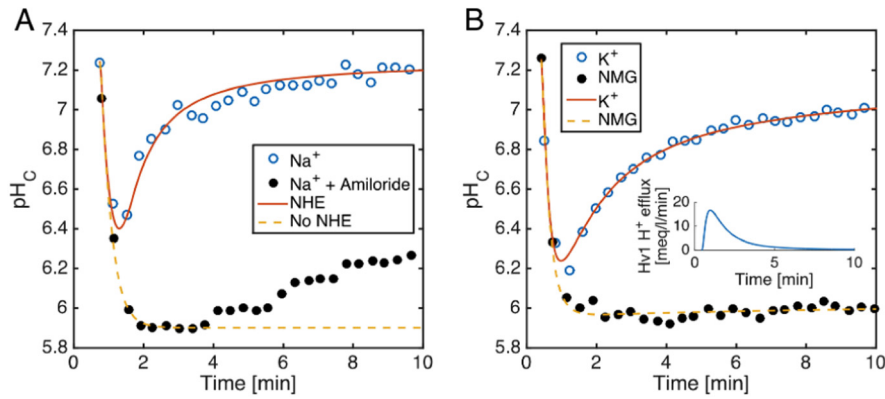 A
7.4
7.2
7
6.8
6.6
6.4
6.2
6
5.8
pH_C
0
2
4
6
8
10
Time [min]
Na⁺
Na⁺ + Amiloride
NHE
No NHE
B
7.4
7.2
7
6.8
6.6
6.4
6.2
6
5.8
pH_C
0
2
4
6
8
10
Time [min]
K⁺
NMG
K⁺
NMG
Hv1 H⁺ efflux
[meq/l/min]
20
10
0
0
5
10
Time [min]